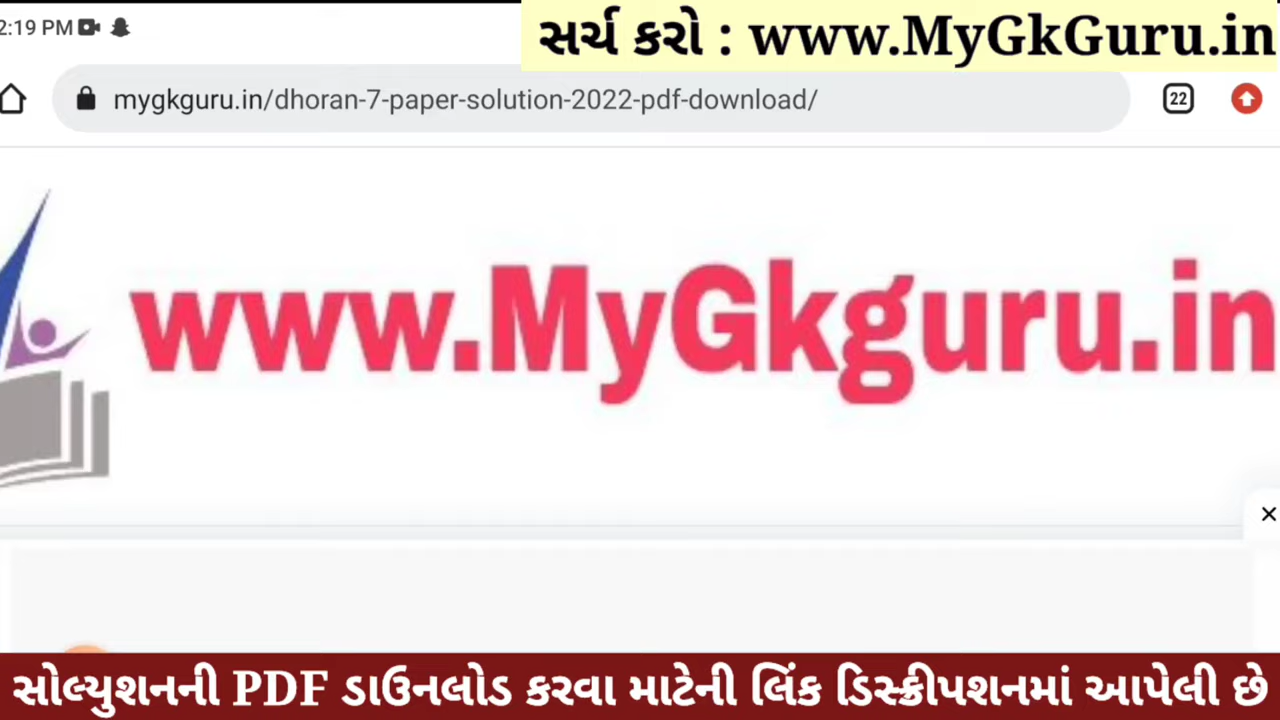 2:19 PM
સર્ચ કરો : www.MyGkGuru.in
mygkguru.in/dhoran-7-paper-solution-2022-pdf-download/
22
www.MyGkguru.in
સોલ્યુશનની PDF ડાઉનલોડ કરવા માટેની લિંક ડિસ્ક્રીપશનમાં આપેલી છે